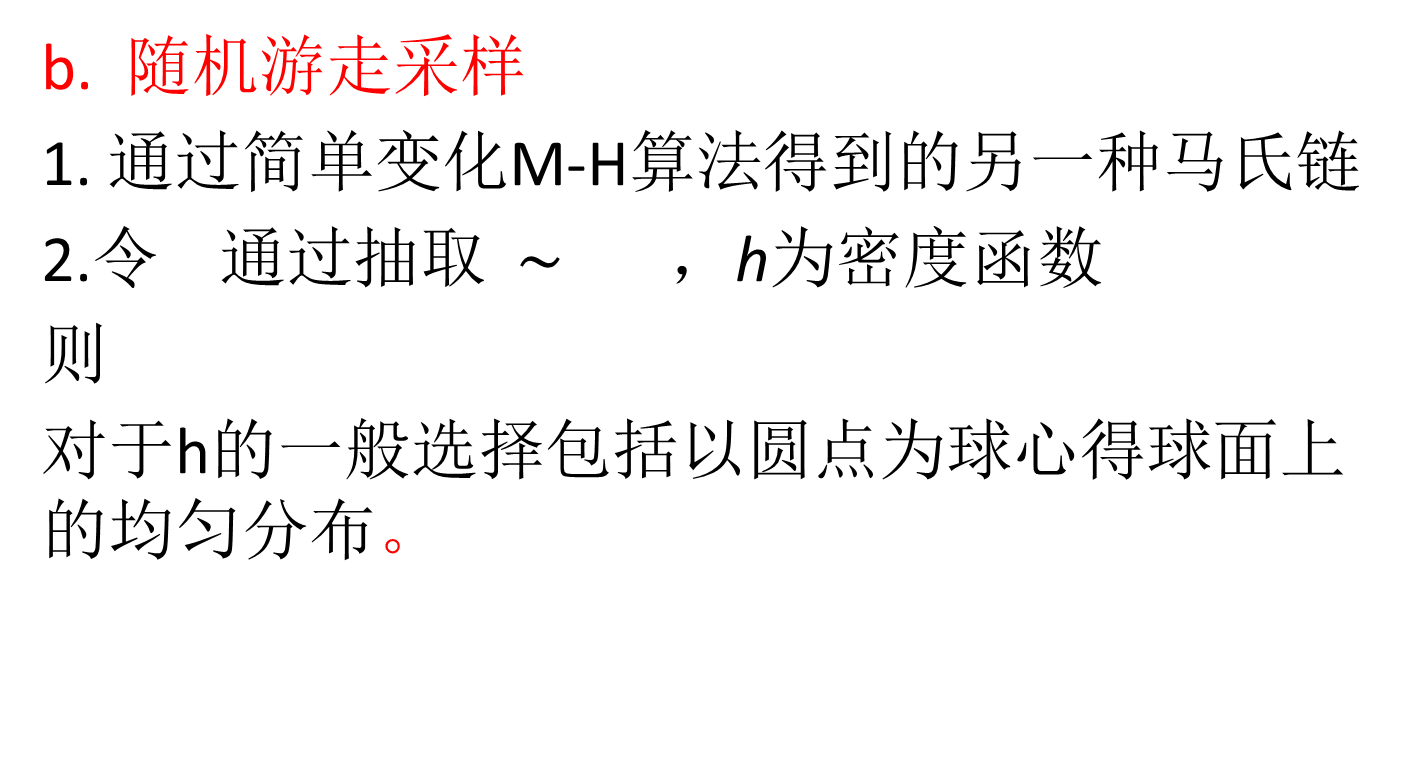 b. 随机游走采样
1. 通过简单变化M-H算法得到的另一种马氏链
2.令 通过抽取 ~ ，h为密度函数
则
对于h的一般选择包括以圆点为球心得球面上
的均匀分布。